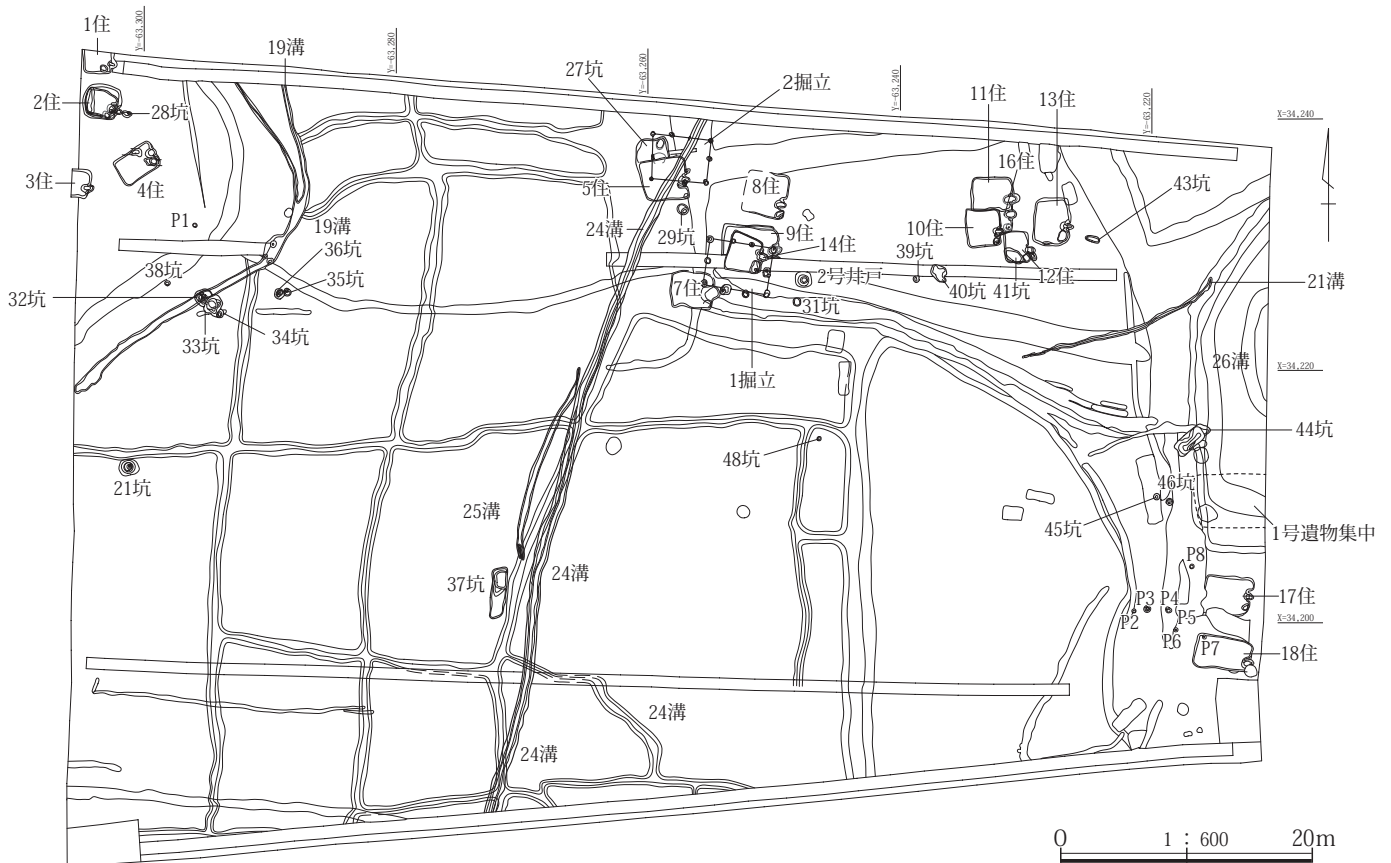 1住
Y=-63,300
19溝
Y=-63,280
27坑
Y=-63,260
2掘立
Y=-63,240
11住
13住
Y=-63,220
X=34,240
2住
28坑
16住
3住
4住
5住
8住
43坑
P1
19溝
24溝
29坑
9住
14住
10住
39坑
12住
36坑
35坑
38坑
32坑
7住
2号井戸
40坑
41坑
21溝
33坑
34坑
31坑
26溝
1掘立
X=34,220
48坑
44坑
21坑
46坑
25溝
45坑
1号遺物集中
P8
24溝
37坑
17住
P3
P4
P2
P5
X=34,200
P6
P7
18住
24溝
24溝
0
1 : 600
20m